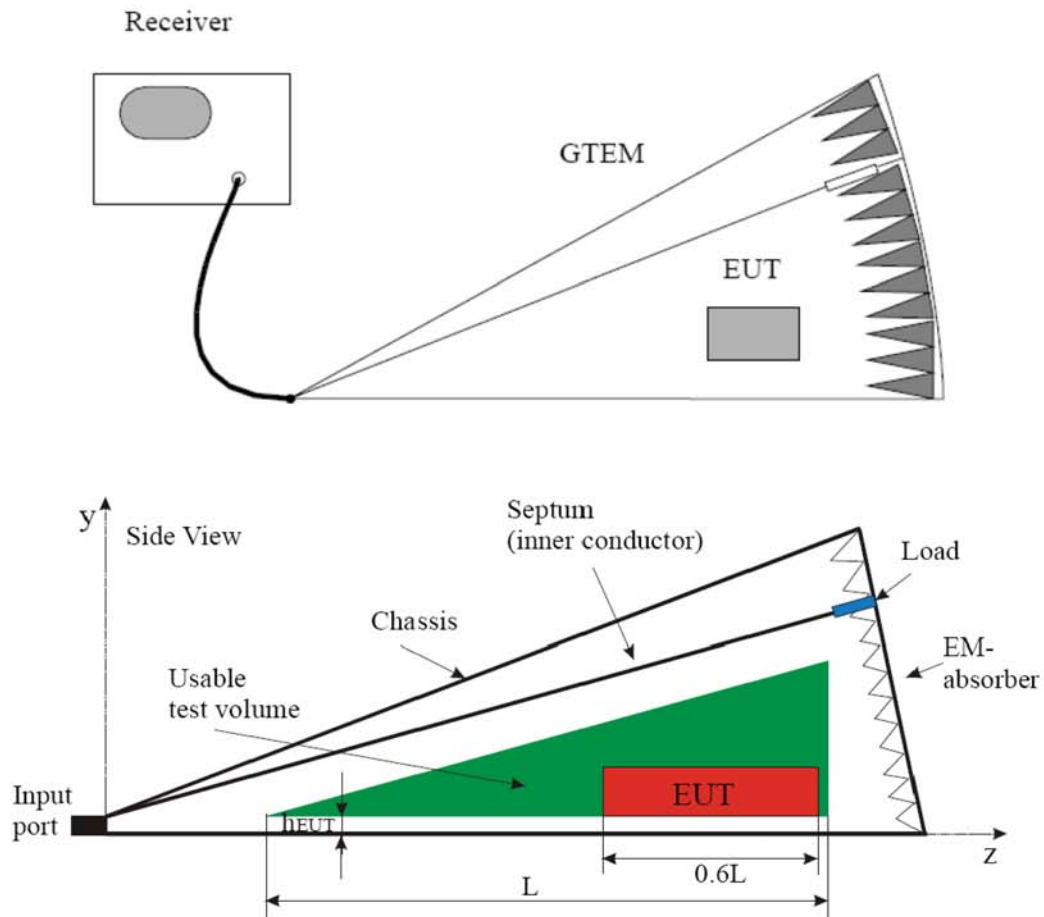 Receiver
GTEM
EUT
y
Side View
Septum
(inner conductor)
Load
Chassis
EM-
absorber
Usable
test volume
Input
port
hEUT
EUT
z
0.6L
L